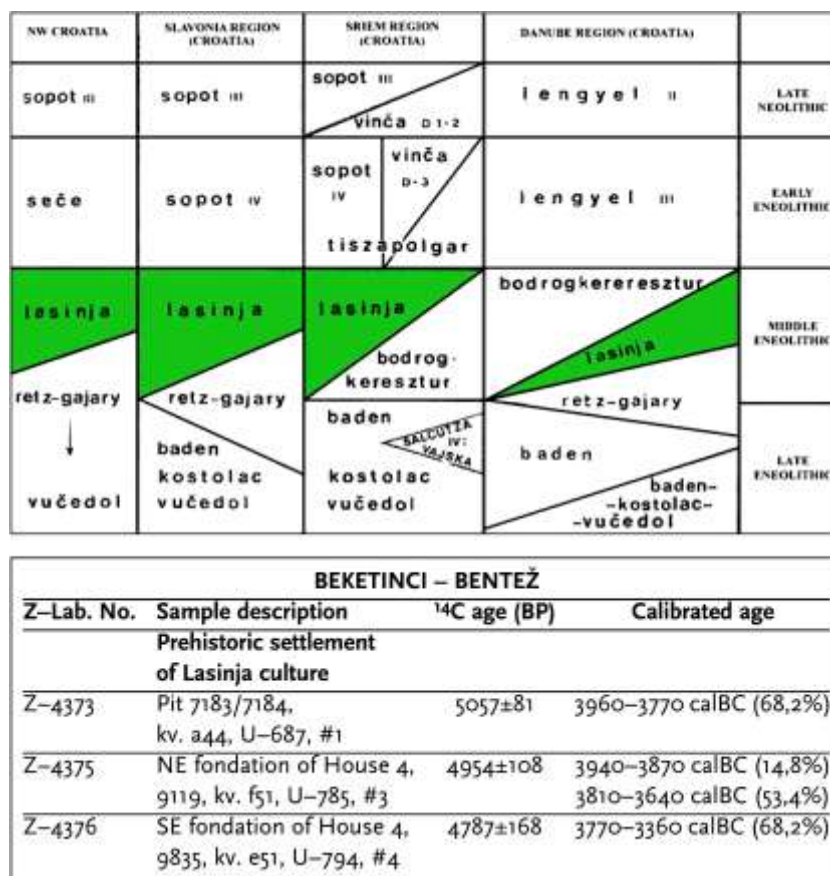 NW CROATIA
SLAVONIA REGION
(CROATIA)
SRIEM REGION
(CROATIA)
DANUBE REGION (CROATIA)
sopot III
sopot III
sopot III
vinča D 1-2
lengyel II
LATE
NEOLITHIC
seče
sopot IV
sopot
IV
vinča
D-3
tiszapolgar
lengyel III
EARLY
ENEOLITHIC
lasinja
lasinja
lasinja
bodrog-
keresztur
bodrogkereresztur
lasinja
MIDDLE
ENEOLITHIC
retz-gajary
vučedol
retz-gajary
baden
kostolac
vučedol
baden
SALCUTZA
IV:
VAJSKA
kostolac
vučedol
retz-gajary
baden
baden-
-kostolac-
-vučedol
LATE
ENEOLITHIC
BEKETINCI – BENTEŽ
Z–Lab. No. Sample description ¹⁴C age (BP) Calibrated age
Prehistoric settlement
of Lasinja culture
Z–4373 Pit 7183/7184, 5057±81 3960–3770 calBC (68,2%)
kv. a44, U–687, #1
Z–4375 NE fondation of House 4, 4954±108 3940–3870 calBC (14,8%)
9119, kv. f51, U–785, #3 3810–3640 calBC (53,4%)
Z–4376 SE fondation of House 4, 4787±168 3770–3360 calBC (68,2%)
9835, kv. e51, U–794, #4